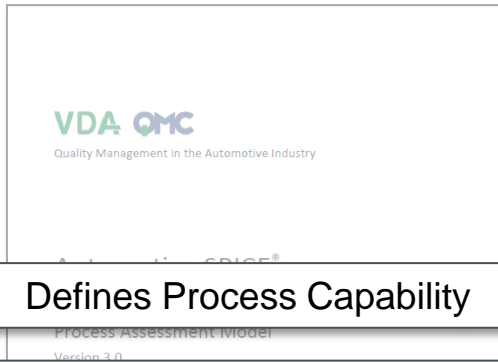 VDA QMC
Quality Management in the Automotive Industry
Defines Process Capability
Process Assessment Model
Version 3.0